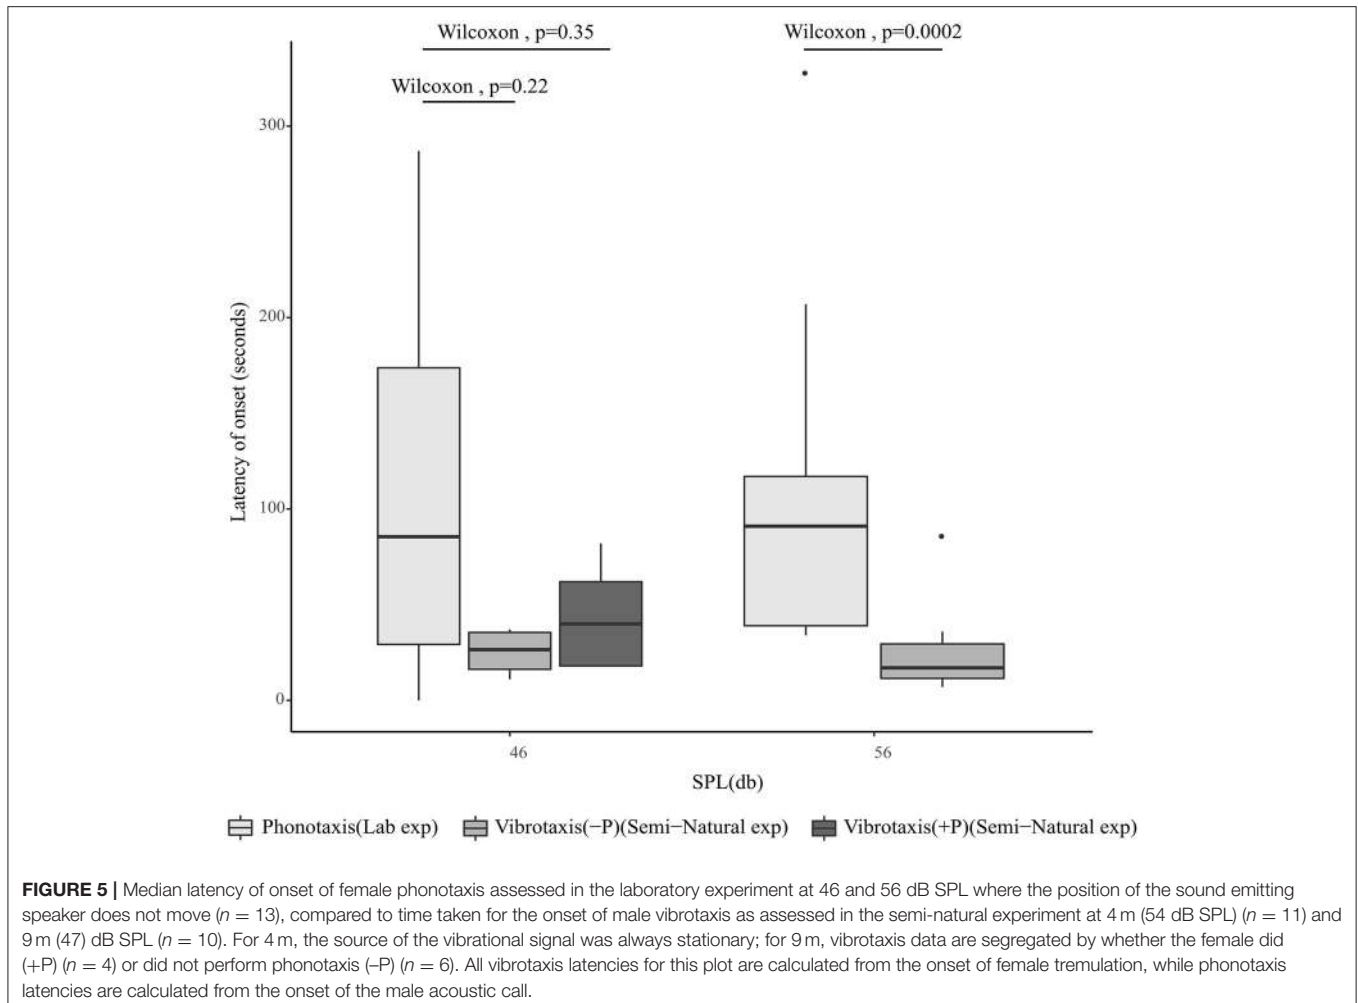 Wilcoxon , p=0.35
Wilcoxon , p=0.0002
Wilcoxon , p=0.22
300
200
100
0
Latency of onset (seconds)
46
56
SPL(db)
Phonotaxis(Lab exp)
Vibrotaxis(−P)(Semi−Natural exp)
Vibrotaxis(+P)(Semi−Natural exp)
FIGURE 5 | Median latency of onset of female phonotaxis assessed in the laboratory experiment at 46 and 56 dB SPL where the position of the sound emitting
speaker does not move (n = 13), compared to time taken for the onset of male vibrotaxis as assessed in the semi-natural experiment at 4 m (54 dB SPL) (n = 11) and
9 m (47) dB SPL (n = 10). For 4 m, the source of the vibrational signal was always stationary; for 9 m, vibrotaxis data are segregated by whether the female did
(+P) (n = 4) or did not perform phonotaxis (–P) (n = 6). All vibrotaxis latencies for this plot are calculated from the onset of female tremulation, while phonotaxis
latencies are calculated from the onset of the male acoustic call.